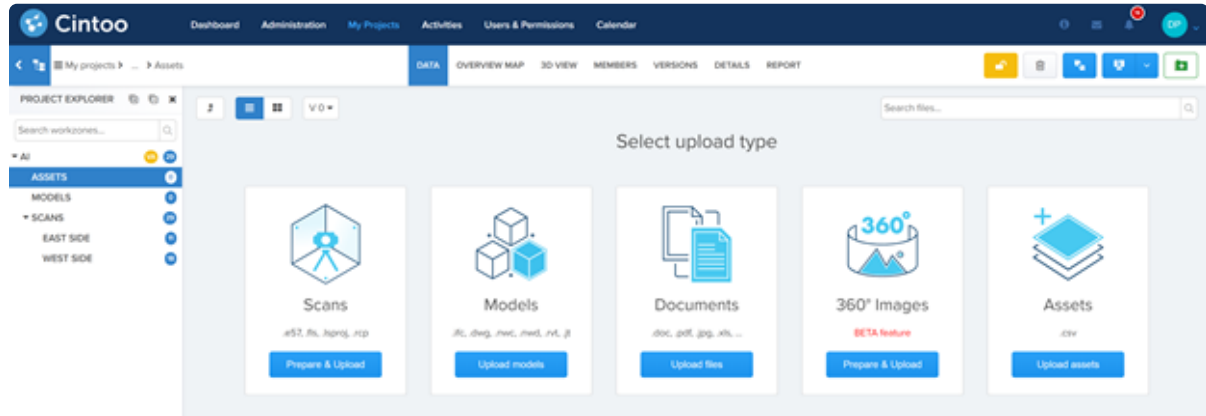 Cintoo
Dashboard Administration My Projects Activities Users & Permissions Calendar
DP
My projects ... Assets
DATA OVERVIEW MAP 3D VIEW MEMBERS VERSIONS DETAILS REPORT
PROJECT EXPLORER
V 0
Search files...
Search workzones...
Select upload type
AI
ASSETS 0
MODELS 0
SCANS
EAST SIDE
WEST SIDE
360°
Scans
.e57, .fls, .lsproj, .rcp
Prepare & Upload
Models
.ifc, .dwg, .nwc, .nwd, .rvt, .jt
Upload models
Documents
.doc, .pdf, .jpg, .xls, ...
Upload files
360° Images
BETA feature
Prepare & Upload
Assets
.csv
Upload assets